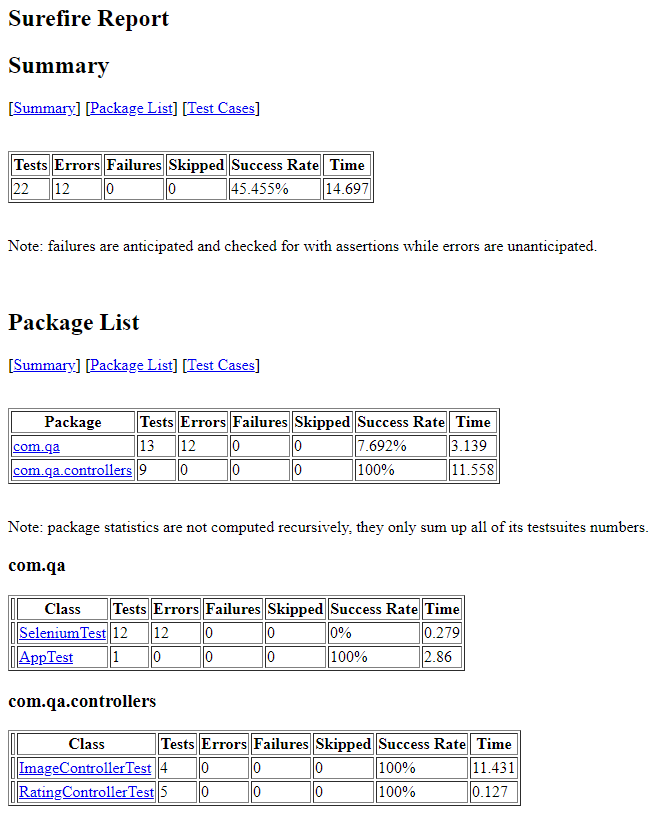 Surefire Report
Summary
[Summary] [Package List] [Test Cases]
Tests Errors Failures Skipped Success Rate Time
22 12 0 0 45.455% 14.697
Note: failures are anticipated and checked for with assertions while errors are unanticipated.
Package List
[Summary] [Package List] [Test Cases]
Package Tests Errors Failures Skipped Success Rate Time
com.qa 13 12 0 0 7.692% 3.139
com.qa.controllers 9 0 0 0 100% 11.558
Note: package statistics are not computed recursively, they only sum up all of its testsuites numbers.
com.qa
Class Tests Errors Failures Skipped Success Rate Time
SeleniumTest 12 12 0 0 0% 0.279
AppTest 1 0 0 0 100% 2.86
com.qa.controllers
Class Tests Errors Failures Skipped Success Rate Time
ImageControllerTest 4 0 0 0 100% 11.431
RatingControllerTest 5 0 0 0 100% 0.127